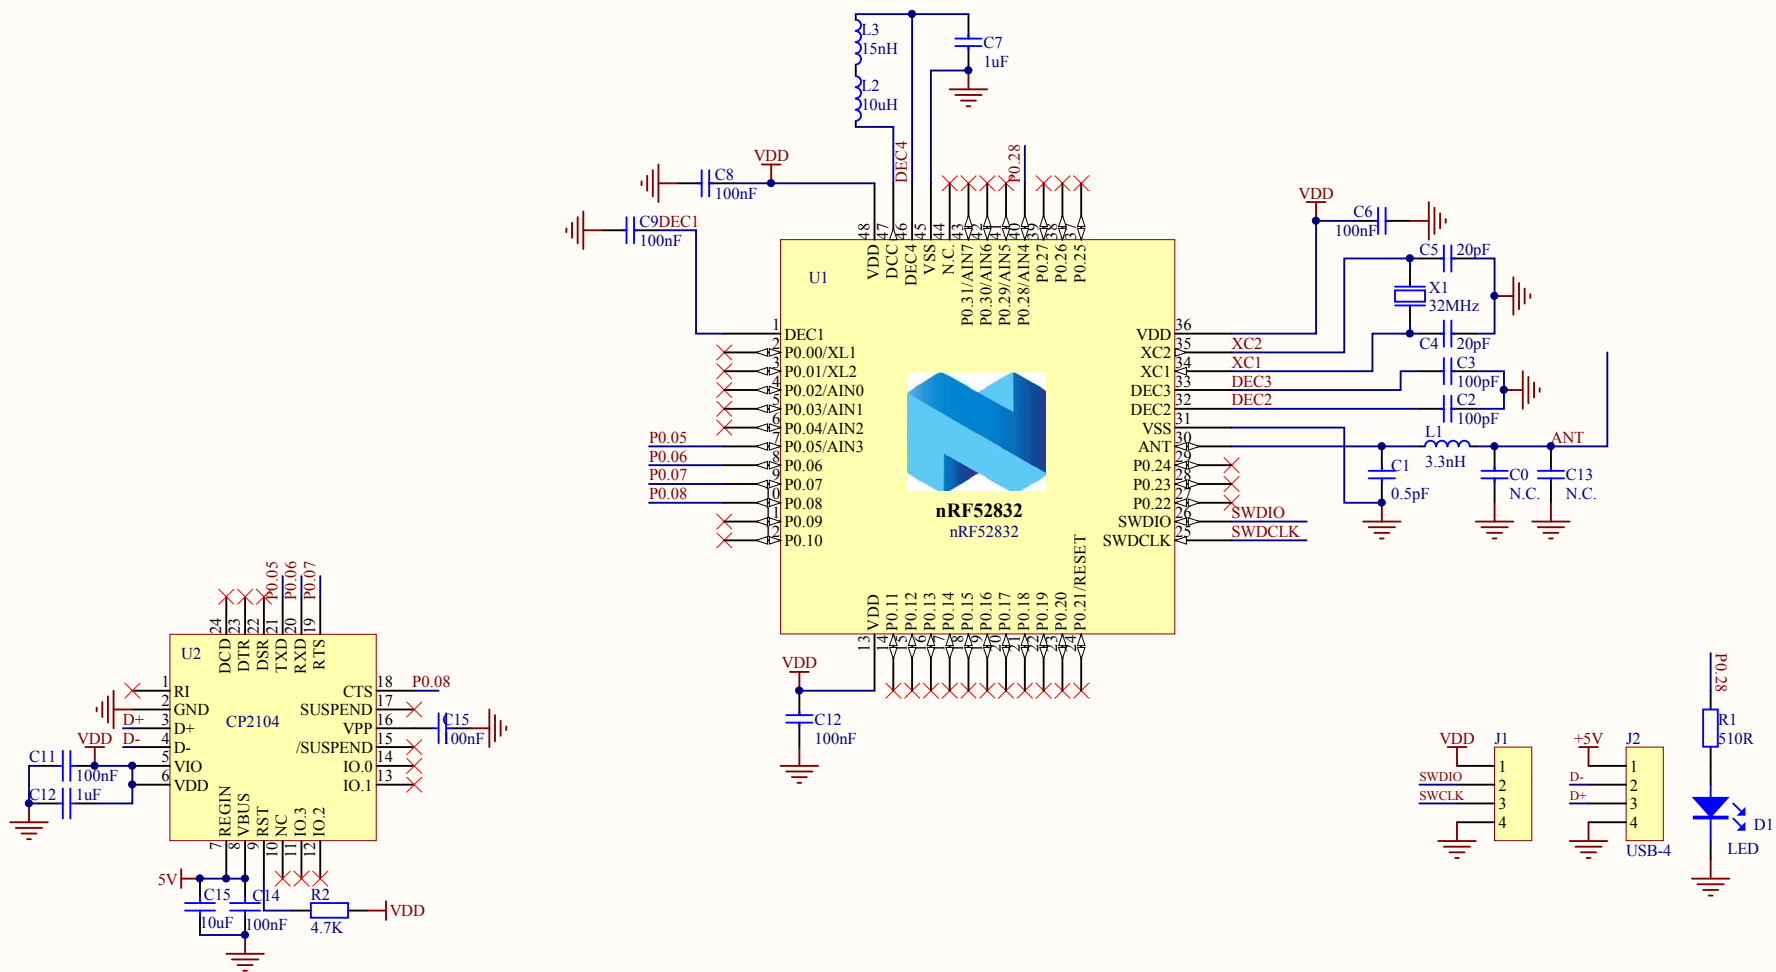 L3
15nH
L2
10uH
C7
1uF
DEC4
P0.28
VDD
C8
100nF
C9
DEC1
100nF
U1
48 VDD
47 DCC
46 DEC4
45 VSS
44 N.C.
43 P0.31/AIN7
42 P0.30/AIN6
41 P0.29/AIN5
40 P0.28/AIN4
39 P0.27
38 P0.26
37 P0.25
1 DEC1
2 P0.00/XL1
3 P0.01/XL2
4 P0.02/AIN0
5 P0.03/AIN1
6 P0.04/AIN2
P0.05 7 P0.05/AIN3
P0.06 8 P0.06
P0.07 9 P0.07
P0.08 10 P0.08
1 P0.09
2 P0.10
nRF52832
nRF52832
VDD 36
XC2 35 XC2
XC1 34 XC1
DEC3 33 DEC3
DEC2 32 DEC2
VSS 31
ANT 30
P0.24 29
P0.23 28
P0.22 27
SWDIO 26 SWDIO
SWDCLK 25 SWDCLK
13 VDD
14 P0.11
15 P0.12
16 P0.13
17 P0.14
18 P0.15
19 P0.16
20 P0.17
21 P0.18
22 P0.19
23 P0.20
24 P0.21/RESET
VDD
C6
100nF
C5 20pF
X1
32MHz
C4 20pF
C3
100pF
C2
100pF
L1
3.3nH
ANT
C1
0.5pF
C0
N.C.
C13
N.C.
VDD
C12
100nF
P0.05
P0.06
P0.07
U2
24 DCD
23 DTR
22 DSR
21 TXD
20 RXD
19 RTS
1 RI
2 GND
D+ 3 D+
D- 4 D-
5 VIO
6 VDD
CP2104
CTS 18 P0.08
SUSPEND 17
VPP 16
/SUSPEND 15
IO.0 14
IO.1 13
C15
100nF
VDD
C11
100nF
C12 1uF
7 REGIN
8 VBUS
9 RST
10 NC
11 IO.3
12 IO.2
5V
C15
10uF
C14
100nF
R2
4.7K
VDD
VDD J1
1
SWDIO 2
SWCLK 3
4
+5V J2
1
D- 2
D+ 3
4
USB-4
P0.28
R1
510R
D1
LED